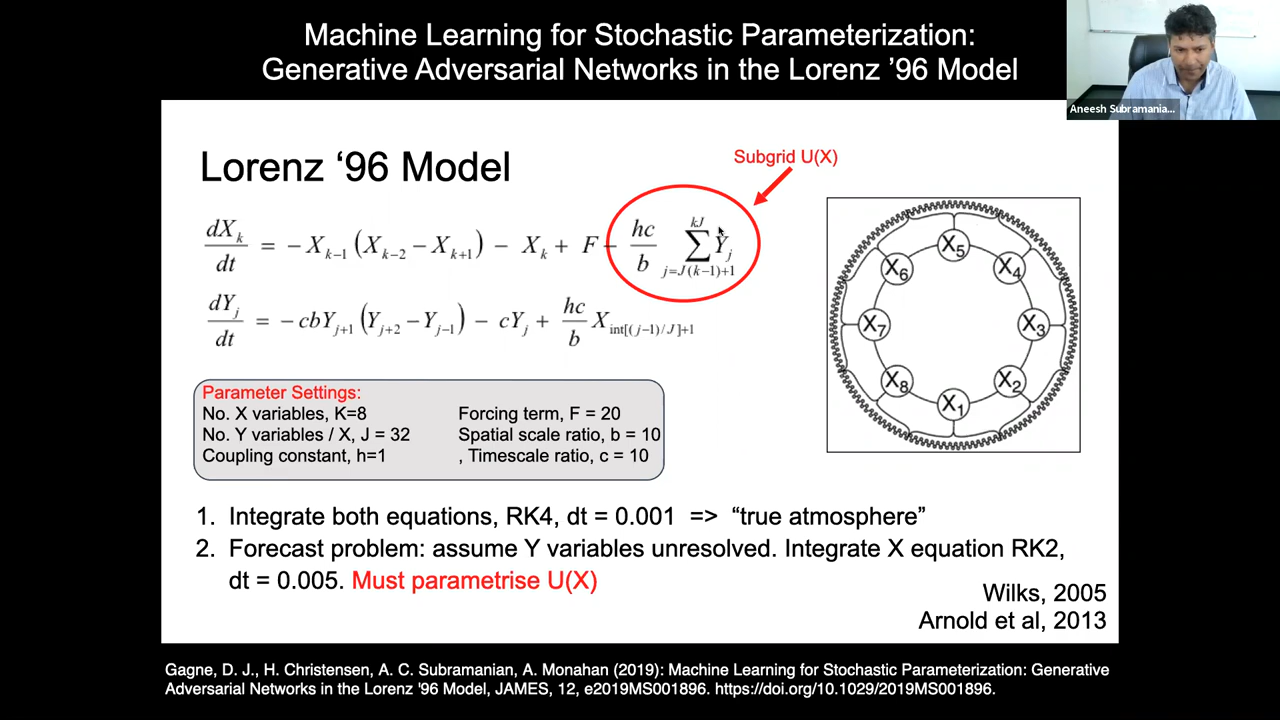 Machine Learning for Stochastic Parameterization:
Generative Adversarial Networks in the Lorenz ’96 Model
Aneesh Subramania...
Lorenz ‘96 Model
Subgrid U(X)
dX_k/dt = −X_{k−1}(X_{k−2} − X_{k+1}) − X_k + F − hc/b ∑_{j=J(k−1)+1}^{kJ} Y_j
dY_j/dt = −cbY_{j+1}(Y_{j+2} − Y_{j−1}) − cY_j + hc/b X_{int[(j−1)/J]+1}
X5
X6
X4
X7
X3
X8
X2
X1
Parameter Settings:
No. X variables, K=8
No. Y variables / X, J = 32
Coupling constant, h=1
Forcing term, F = 20
Spatial scale ratio, b = 10
, Timescale ratio, c = 10
1. Integrate both equations, RK4, dt = 0.001 => “true atmosphere”
2. Forecast problem: assume Y variables unresolved. Integrate X equation RK2,
dt = 0.005. Must parametrise U(X)
Wilks, 2005
Arnold et al, 2013
Gagne, D. J., H. Christensen, A. C. Subramanian, A. Monahan (2019): Machine Learning for Stochastic Parameterization: Generative
Adversarial Networks in the Lorenz '96 Model, JAMES, 12, e2019MS001896. https://doi.org/10.1029/2019MS001896.